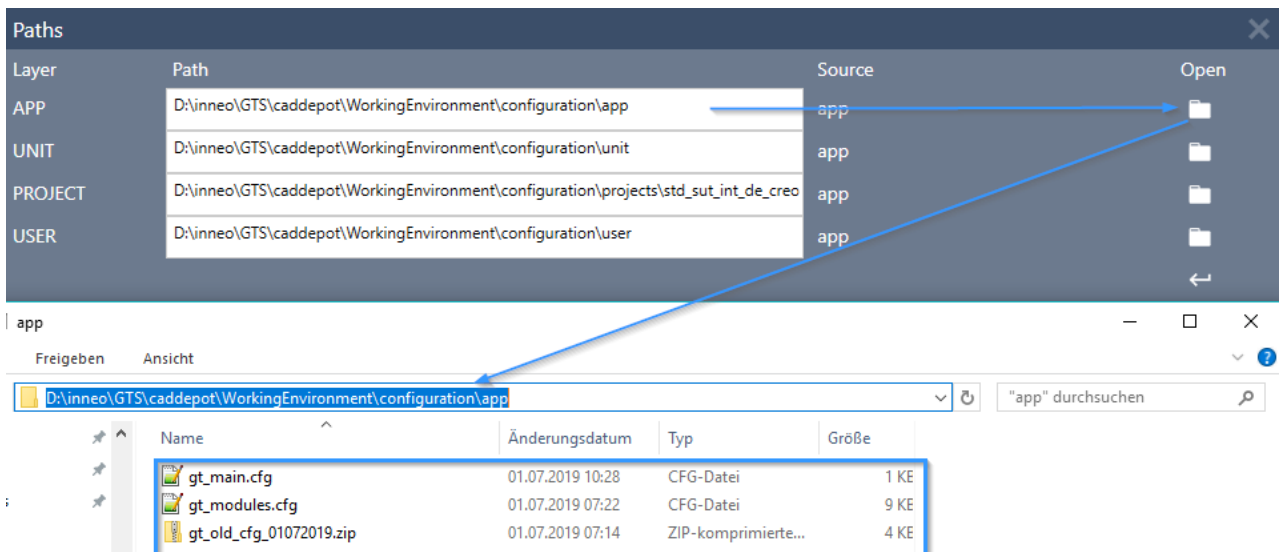 Paths
Layer Path Source Open
APP D:\inneo\GTS\caddepot\WorkingEnvironment\configuration\app app
UNIT D:\inneo\GTS\caddepot\WorkingEnvironment\configuration\unit app
PROJECT D:\inneo\GTS\caddepot\WorkingEnvironment\configuration\projects\std_sut_int_de_creo app
USER D:\inneo\GTS\caddepot\WorkingEnvironment\configuration\user app
app
Freigeben Ansicht
D:\inneo\GTS\caddepot\WorkingEnvironment\configuration\app "app" durchsuchen
Name Änderungsdatum Typ Größe
gt_main.cfg 01.07.2019 10:28 CFG-Datei 1 KB
gt_modules.cfg 01.07.2019 07:22 CFG-Datei 9 KB
gt_old_cfg_01072019.zip 01.07.2019 07:14 ZIP-komprimierte... 4 KB